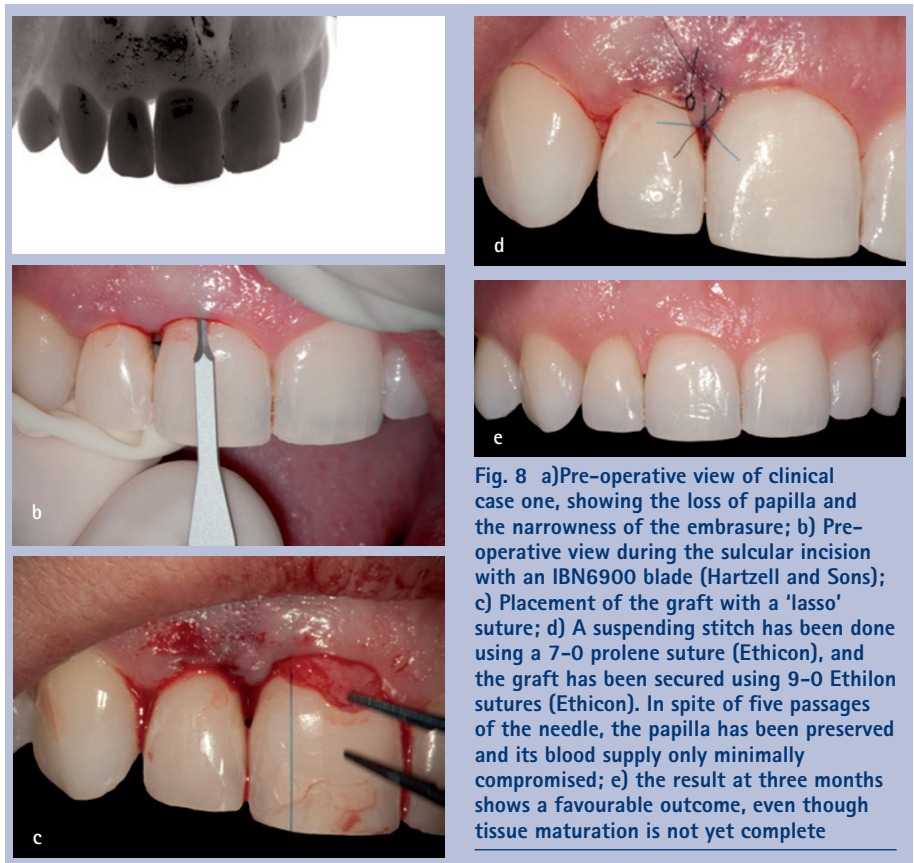 b
c
d
e
Fig. 8 a)Pre-operative view of clinical
case one, showing the loss of papilla and
the narrowness of the embrasure; b) Pre-
operative view during the sulcular incision
with an IBN6900 blade (Hartzell and Sons);
c) Placement of the graft with a ‘lasso’
suture; d) A suspending stitch has been done
using a 7-0 prolene suture (Ethicon), and
the graft has been secured using 9-0 Ethilon
sutures (Ethicon). In spite of five passages
of the needle, the papilla has been preserved
and its blood supply only minimally
compromised; e) the result at three months
shows a favourable outcome, even though
tissue maturation is not yet complete